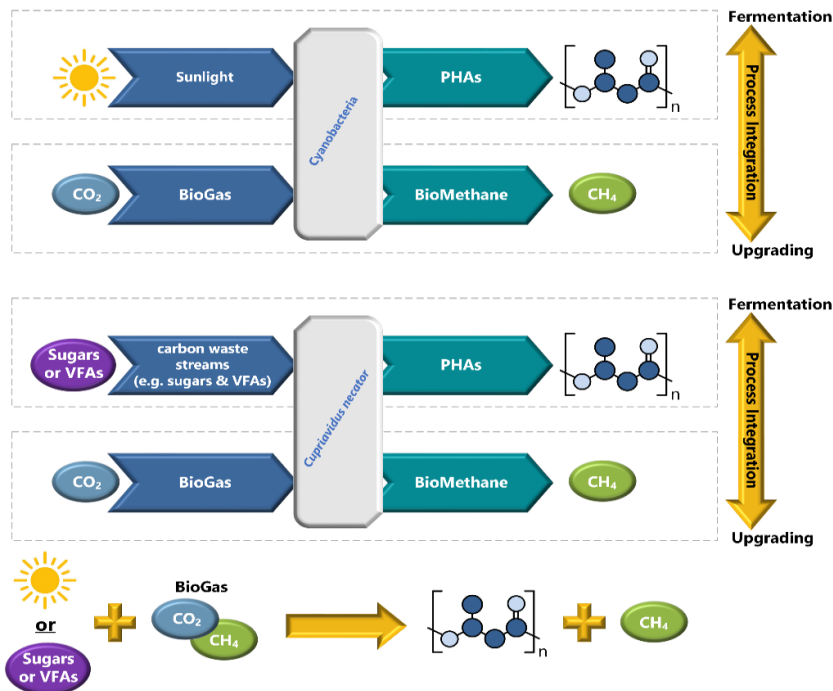 Fermentation
Sunlight
PHAs
n
Cyanobacteria
Process Integration
CO₂
BioGas
BioMethane
CH₄
Upgrading
Fermentation
Sugars
or VFAs
carbon waste
streams
(e.g. sugars & VFAs)
PHAs
n
Cupriavidus necator
Process Integration
CO₂
BioGas
BioMethane
CH₄
Upgrading
BioGas
or
CO₂
CH₄
n
CH₄
Sugars
or VFAs